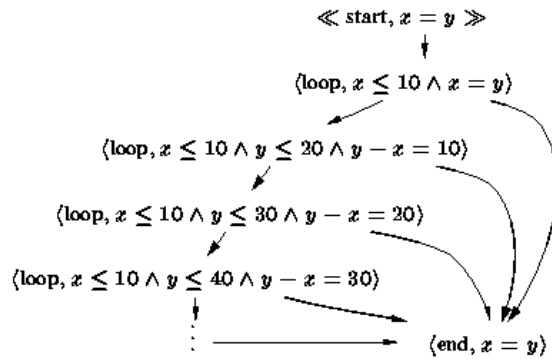 ≪ start, x = y ≫
⟨loop, x ≤ 10 ∧ x = y⟩
⟨loop, x ≤ 10 ∧ y ≤ 20 ∧ y − x = 10⟩
⟨loop, x ≤ 10 ∧ y ≤ 30 ∧ y − x = 20⟩
⟨loop, x ≤ 10 ∧ y ≤ 40 ∧ y − x = 30⟩
⋮
⟨end, x = y⟩